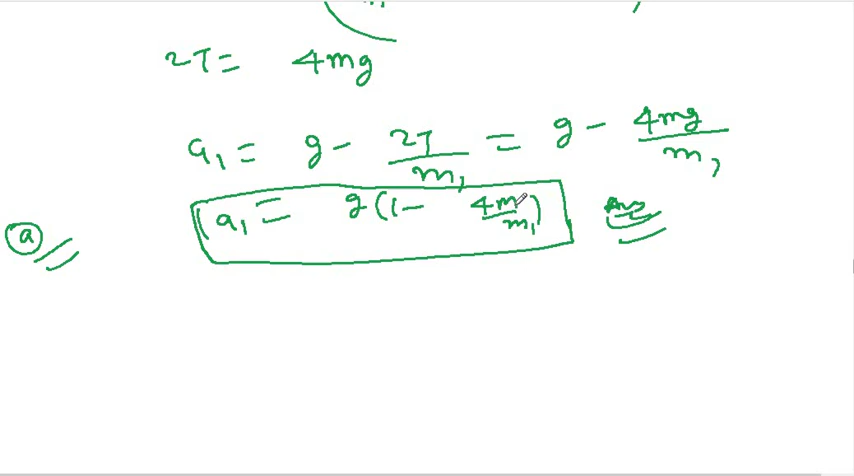 2T = 4mg
a₁ = g - 2T/m₁ = g - 4mg/m₁
a₁ = g(1 - 4m/m₁) Ans
a